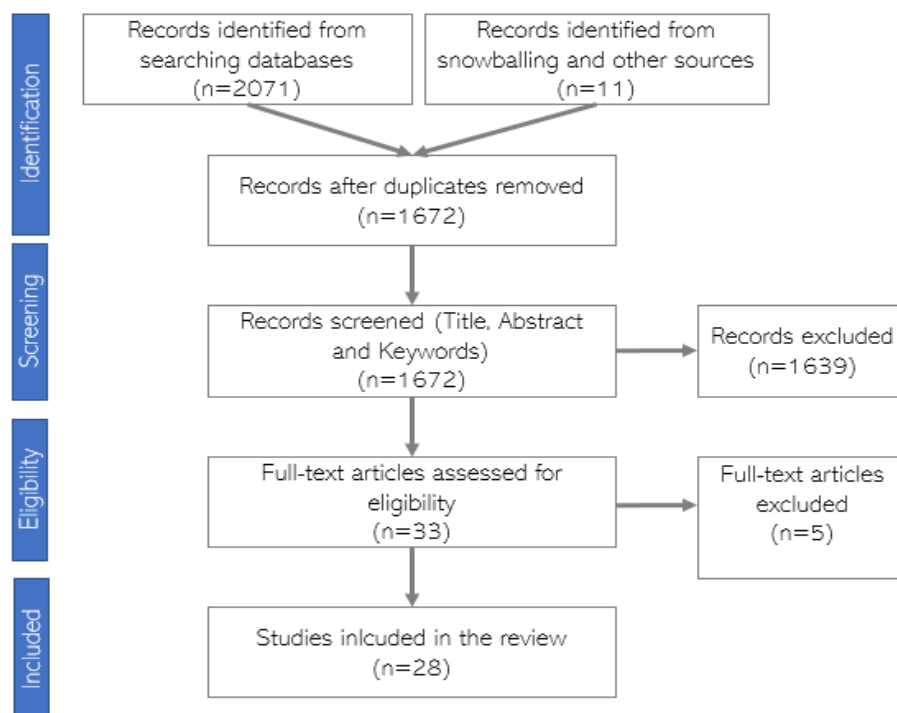 Identification
Records identified from
searching databases
(n=2071)
Records identified from
snowballing and other sources
(n=11)
Records after duplicates removed
(n=1672)
Screening
Records screened (Title, Abstract
and Keywords)
(n=1672)
Records excluded
(n=1639)
Eligibility
Full-text articles assessed for
eligibility
(n=33)
Full-text articles
excluded
(n=5)
Included
Studies inlcuded in the review
(n=28)